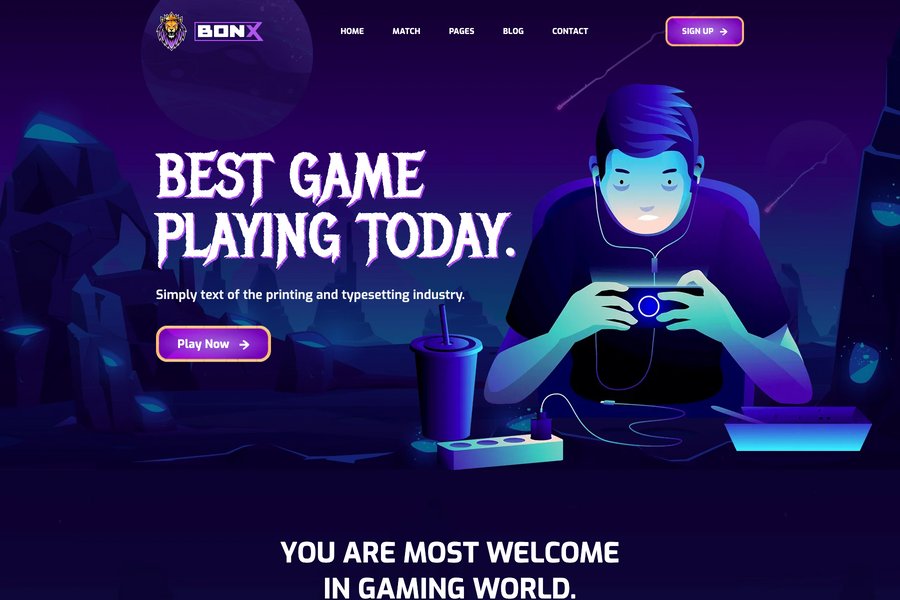 BONX
HOME
MATCH
PAGES
BLOG
CONTACT
SIGN UP
BEST GAME
PLAYING TODAY.
Simply text of the printing and typesetting industry.
Play Now
YOU ARE MOST WELCOME
IN GAMING WORLD.